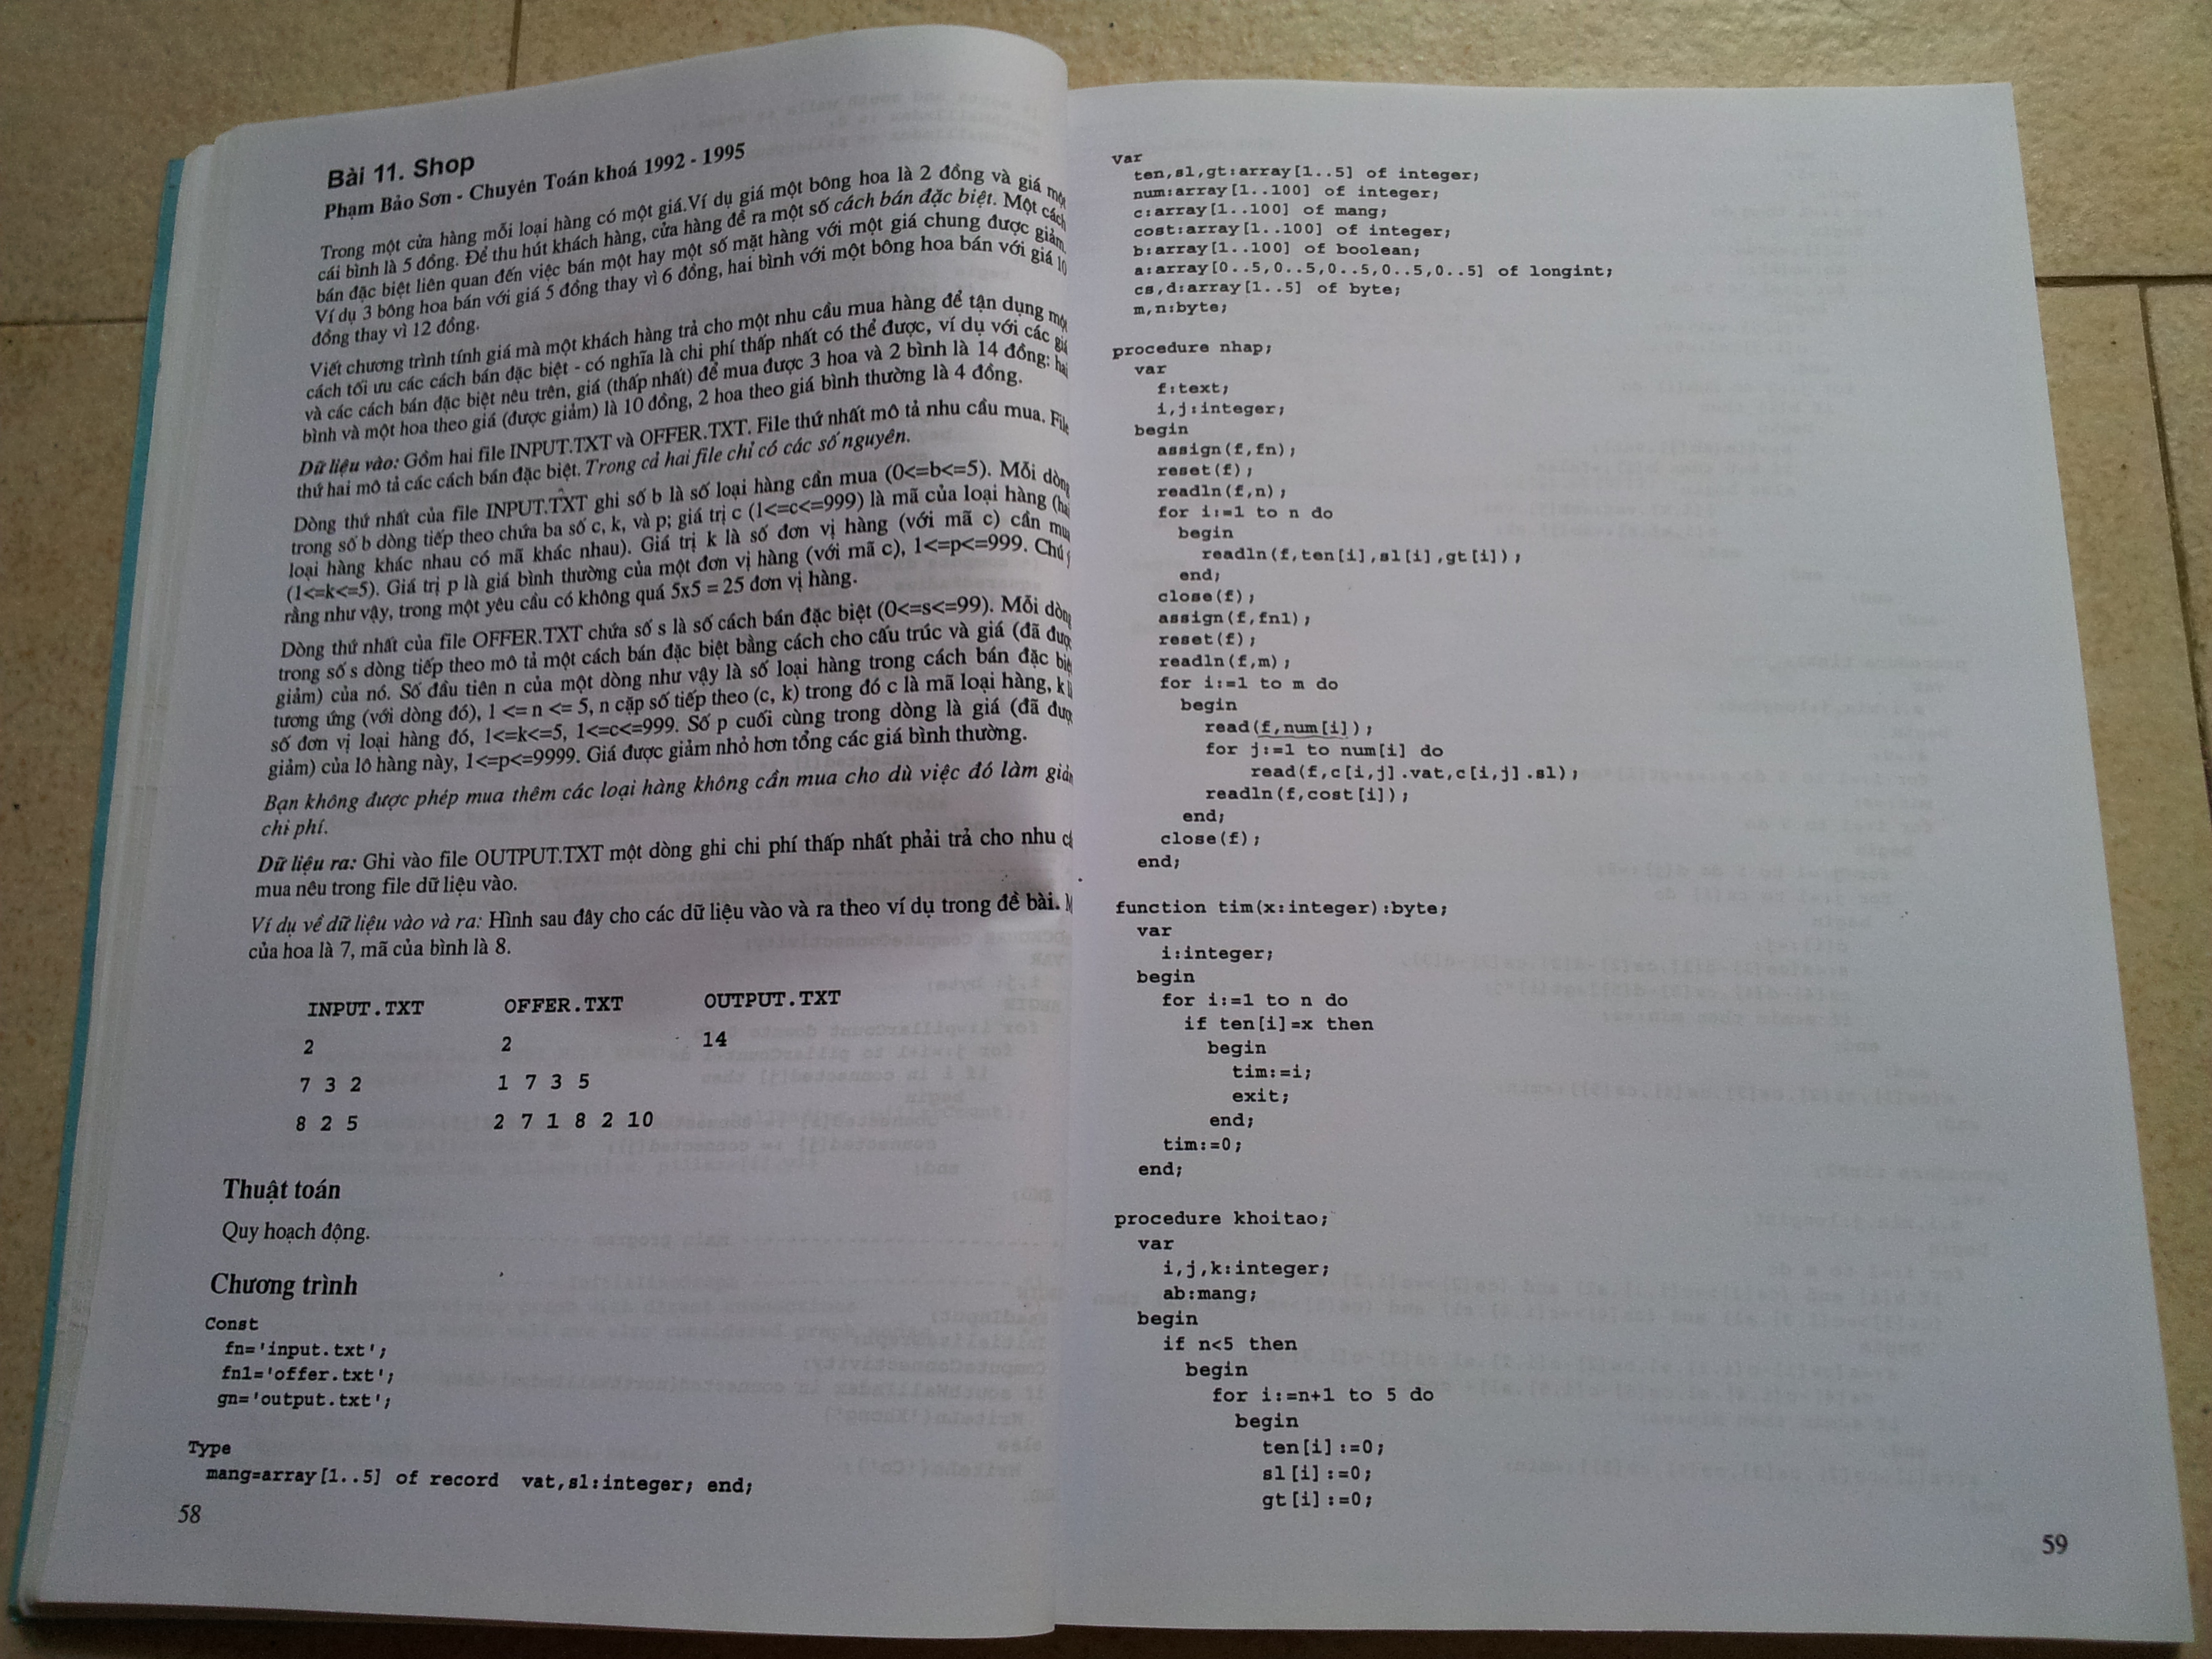 Bài 11. Shop
Phạm Bảo Sơn - Chuyên Toán khoá 1992 - 1995
Trong một cửa hàng mỗi loại hàng có một giá.Ví dụ giá một bông hoa là 2 đồng và giá một
cái bình là 5 đồng. Để thu hút khách hàng, cửa hàng đề ra một số cách bán đặc biệt. Một cách
bán đặc biệt liên quan đến việc bán một hay một số mặt hàng với một giá chung được giảm.
Ví dụ 3 bông hoa bán với giá 5 đồng thay vì 6 đồng, hai bình với một bông hoa bán với giá 10
đồng thay vì 12 đồng.
Viết chương trình tính giá mà một khách hàng trả cho một nhu cầu mua hàng để tận dụng một
cách tối ưu các cách bán đặc biệt - có nghĩa là chi phí thấp nhất có thể được, ví dụ với các giá
và các cách bán đặc biệt nêu trên, giá (thấp nhất) để mua được 3 hoa và 2 bình là 14 đồng: hai
bình và một hoa theo giá (được giảm) là 10 đồng, 2 hoa theo giá bình thường là 4 đồng.
Dữ liệu vào: Gồm hai file INPUT.TXT và OFFER.TXT. File thứ nhất mô tả nhu cầu mua. File
thứ hai mô tả các cách bán đặc biệt. Trong cả hai file chỉ có các số nguyên.
Dòng thứ nhất của file INPUT.TXT ghi số b là số loại hàng cần mua (0<=b<=5). Mỗi dòng
trong số b dòng tiếp theo chứa ba số c, k, và p; giá trị c (1<=c<=999) là mã của loại hàng (hai
loại hàng khác nhau có mã khác nhau). Giá trị k là số đơn vị hàng (với mã c) cần mua
(1<=k<=5). Giá trị p là giá bình thường của một đơn vị hàng (với mã c), 1<=p<=999. Chú ý
rằng như vậy, trong một yêu cầu có không quá 5x5 = 25 đơn vị hàng.
Dòng thứ nhất của file OFFER.TXT chứa số s là số cách bán đặc biệt (0<=s<=99). Mỗi dòng
trong số s dòng tiếp theo mô tả một cách bán đặc biệt bằng cách cho cấu trúc và giá (đã được
giảm) của nó. Số đầu tiên n của một dòng như vậy là số loại hàng trong cách bán đặc biệt
tương ứng (với dòng đó), 1 <= n <= 5, n cặp số tiếp theo (c, k) trong đó c là mã loại hàng, k là
số đơn vị loại hàng đó, 1<=k<=5, 1<=c<=999. Số p cuối cùng trong dòng là giá (đã được
giảm) của lô hàng này, 1<=p<=9999. Giá được giảm nhỏ hơn tổng các giá bình thường.
Bạn không được phép mua thêm các loại hàng không cần mua cho dù việc đó làm giảm
chi phí.
Dữ liệu ra: Ghi vào file OUTPUT.TXT một dòng ghi chi phí thấp nhất phải trả cho nhu cầu
mua nêu trong file dữ liệu vào.
Ví dụ về dữ liệu vào và ra: Hình sau đây cho các dữ liệu vào và ra theo ví dụ trong đề bài.
của hoa là 7, mã của bình là 8.
INPUT.TXT OFFER.TXT OUTPUT.TXT
2 2 14
7 3 2 1 7 3 5
8 2 5 2 7 1 8 2 10
Thuật toán
Quy hoạch động.
Chương trình
Const
fn='input.txt';
fn1='offer.txt';
gn='output.txt';
Type
mang=array[1..5] of record vat,sl:integer; end;
58
var
ten,sl,gt:array[1..5] of integer;
num:array[1..100] of integer;
c:array[1..100] of mang;
cost:array[1..100] of integer;
b:array[1..100] of boolean;
a:array[0..5,0..5,0..5,0..5,0..5] of longint;
cs,d:array[1..5] of byte;
m,n:byte;
procedure nhap;
var
f:text;
i,j:integer;
begin
assign(f,fn);
reset(f);
readln(f,n);
for i:=1 to n do
begin
readln(f,ten[i],sl[i],gt[i]);
end;
close(f);
assign(f,fn1);
reset(f);
readln(f,m);
for i:=1 to m do
begin
read(f,num[i]);
for j:=1 to num[i] do
read(f,c[i,j].vat,c[i,j].sl);
readln(f,cost[i]);
end;
close(f);
end;
function tim(x:integer):byte;
var
i:integer;
begin
for i:=1 to n do
if ten[i]=x then
begin
tim:=i;
exit;
end;
tim:=0;
end;
procedure khoitao;
var
i,j,k:integer;
ab:mang;
begin
if n<5 then
begin
for i:=n+1 to 5 do
begin
ten[i]:=0;
sl[i]:=0;
gt[i]:=0;
59